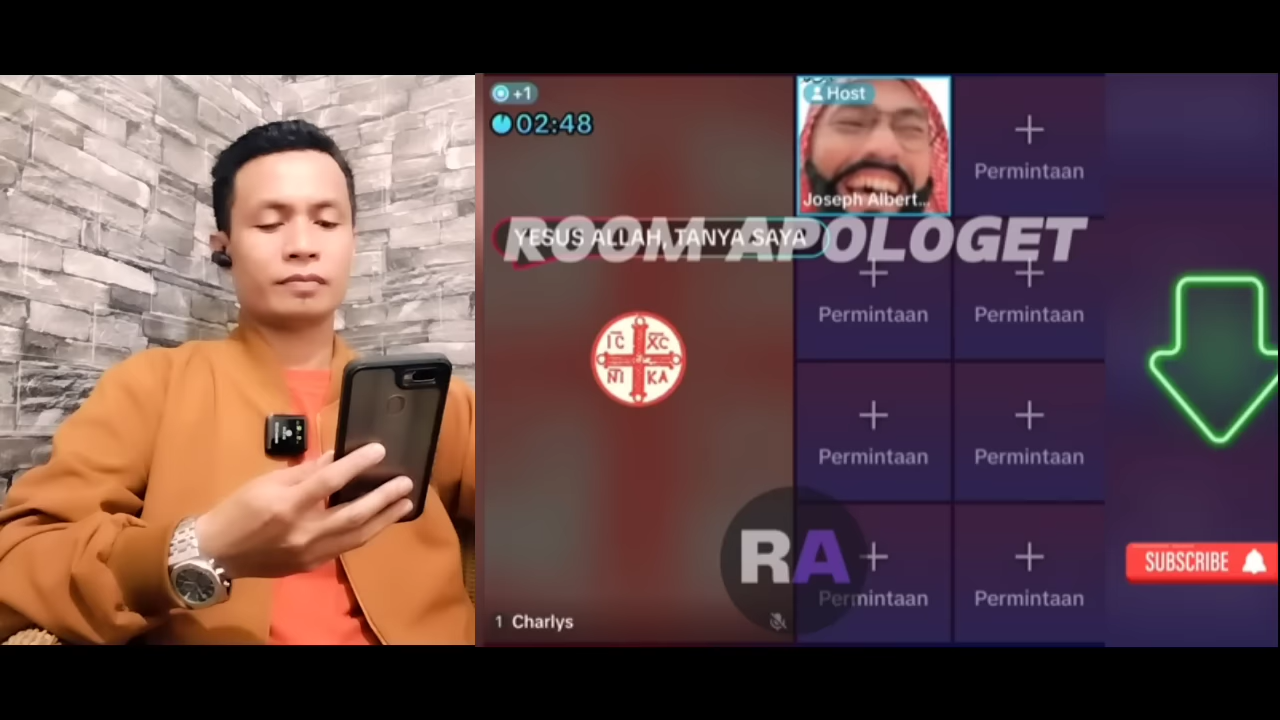 +1
02:48
Host
Joseph Albert...
Permintaan
YESUS ALLAH, TANYA SAYA
ROOM APOLOGET
Permintaan
Permintaan
IC XC
NI KA
Permintaan
Permintaan
RA
SUBSCRIBE
Permintaan
Permintaan
1 Charlys